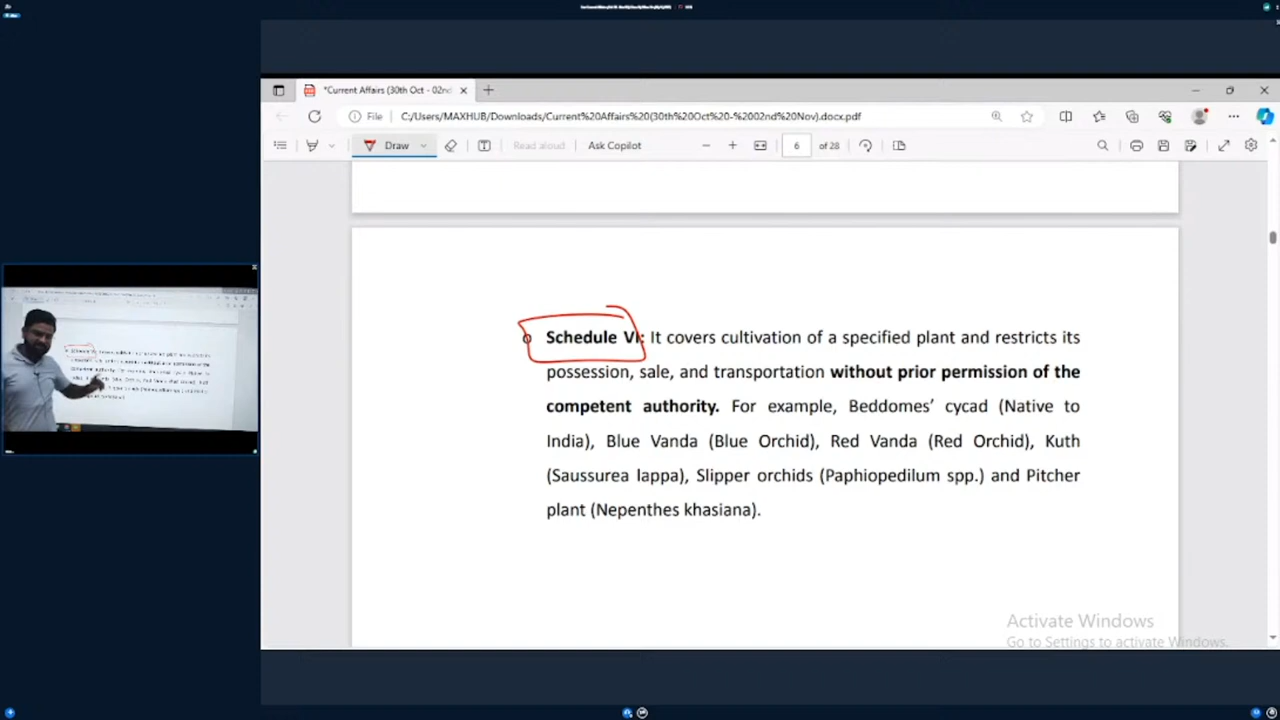 *Current Affairs (30th Oct - 02nd
File
C:/Users/MAXHUB/Downloads/Current%20Affairs%20(30th%20Oct%20-%2002nd%20Nov).docx.pdf
Draw
Read aloud
Ask Copilot
6 of 28
Schedule VI: It covers cultivation of a specified plant and restricts its
possession, sale, and transportation without prior permission of the
competent authority. For example, Beddomes’ cycad (Native to
India), Blue Vanda (Blue Orchid), Red Vanda (Red Orchid), Kuth
(Saussurea lappa), Slipper orchids (Paphiopedilum spp.) and Pitcher
plant (Nepenthes khasiana).
Activate Windows
Go to Settings to activate Windows.